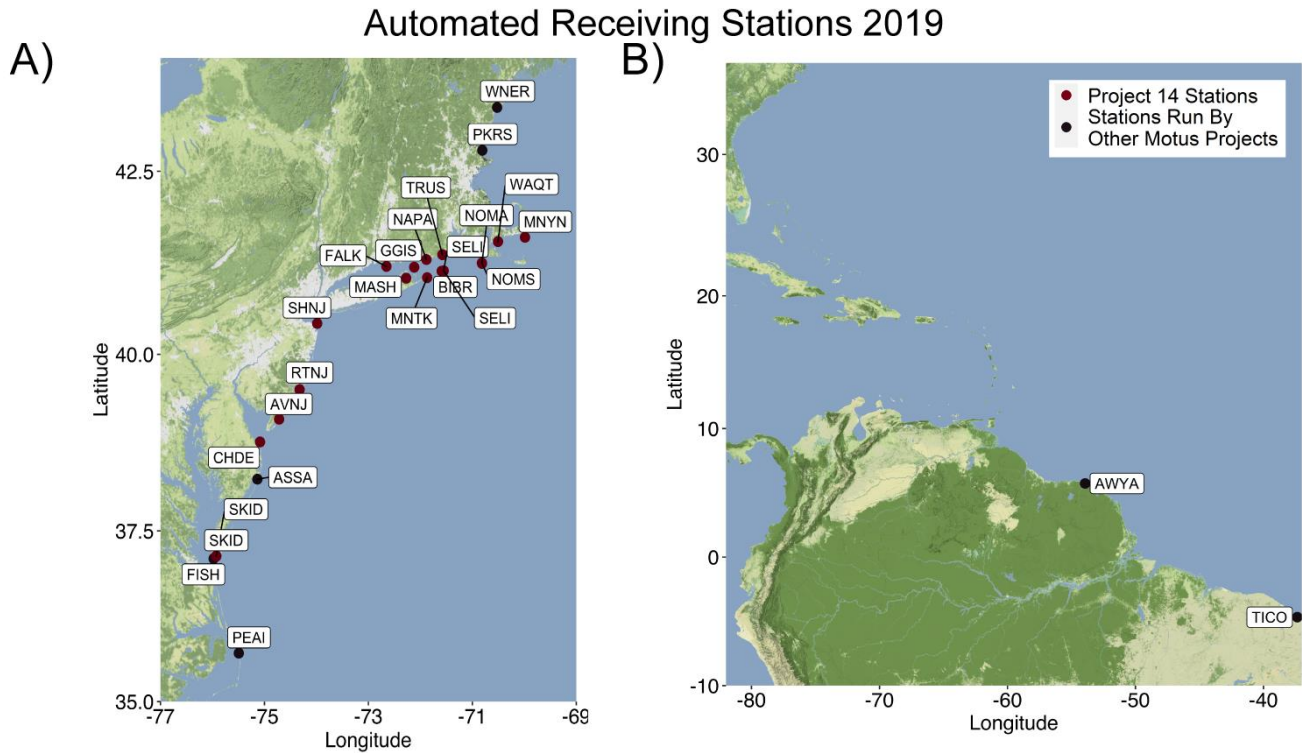 Automated Receiving Stations 2019
A)
WNER
PKRS
42.5
TRUS
WAQT
NAPA
NOMA
MNYN
FALK
GGIS
SELI
MASH
BIBR
NOMS
SHNJ
MNTK
SELI
40.0
RTNJ
AVNJ
CHDE
ASSA
SKID
37.5
SKID
FISH
PEAI
35.0
-77
-75
-73
-71
-69
Longitude
Latitude
B)
Project 14 Stations
Stations Run By
Other Motus Projects
30
20
10
AWYA
0
TICO
-10
-80
-70
-60
-50
-40
Longitude
Latitude